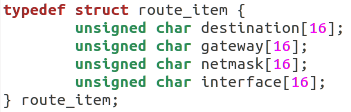 typedef struct route_item {
        unsigned char destination[16];
        unsigned char gateway[16];
        unsigned char netmask[16];
        unsigned char interface[16];
} route_item;